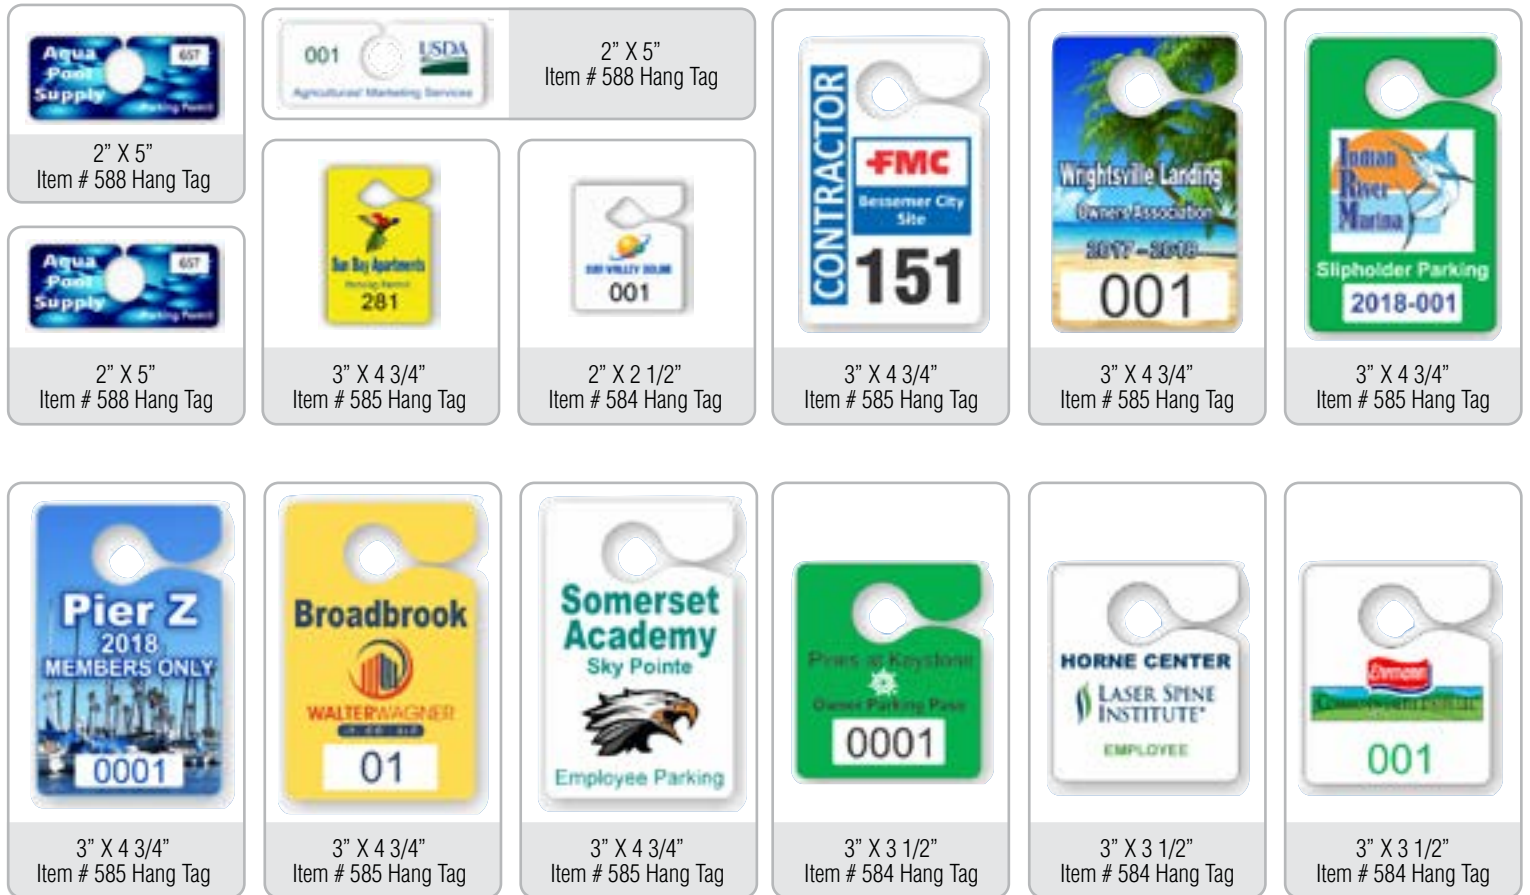 Aqua
Pool
Supply
657
Parking Permit
2” X 5”
Item # 588 Hang Tag
001
USDA
Agricultural Marketing Services
2” X 5”
Item # 588 Hang Tag
Aqua
Pool
Supply
657
Parking Permit
2” X 5”
Item # 588 Hang Tag
Sun Bay Apartments
Parking Permit
281
3” X 4 3/4”
Item # 585 Hang Tag
001
2” X 2 1/2”
Item # 584 Hang Tag
CONTRACTOR
FMC
Bessemer City
Site
151
3” X 4 3/4”
Item # 585 Hang Tag
Wrightsville Landing
Owners Association
2017 - 2018
001
3” X 4 3/4”
Item # 585 Hang Tag
Indian
River
Marina
Slipholder Parking
2018-001
3” X 4 3/4”
Item # 585 Hang Tag
Pier Z
2018
MEMBERS ONLY
0001
3” X 4 3/4”
Item # 585 Hang Tag
Broadbrook
WALTERWAGNER
01
3” X 4 3/4”
Item # 585 Hang Tag
Somerset
Academy
Sky Pointe
Employee Parking
3” X 4 3/4”
Item # 585 Hang Tag
Pines at Keystone
Owner Parking Pass
0001
3” X 3 1/2”
Item # 584 Hang Tag
HORNE CENTER
LASER SPINE
INSTITUTE
EMPLOYEE
3” X 3 1/2”
Item # 584 Hang Tag
Ehrmann
001
3” X 3 1/2”
Item # 584 Hang Tag